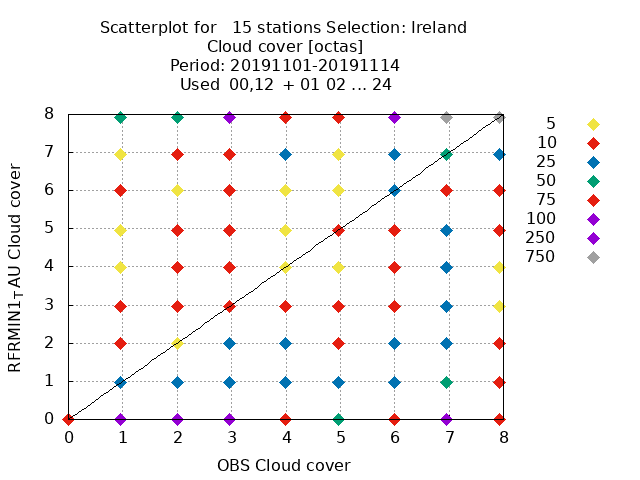 Scatterplot for   15 stations Selection: Ireland
Cloud cover [octas]
Period: 20191101-20191114
Used  00,12  + 01 02 ... 24
RFRMIN1TAU Cloud cover
8
7
6
5
4
3
2
1
0
0 1 2 3 4 5 6 7 8
OBS Cloud cover
5
10
25
50
75
100
250
750